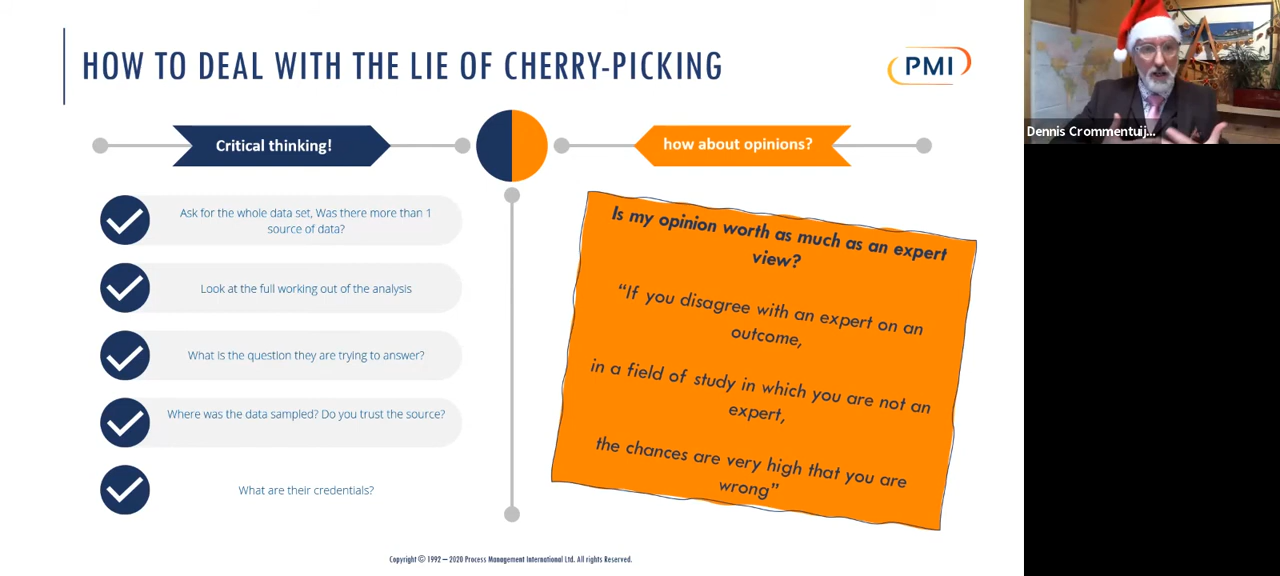 HOW TO DEAL WITH THE LIE OF CHERRY-PICKING
PMI
Dennis Crommentuij...
Critical thinking!
how about opinions?
Ask for the whole data set, Was there more than 1
source of data?
Look at the full working out of the analysis
What is the question they are trying to answer?
Where was the data sampled? Do you trust the source?
What are their credentials?
Is my opinion worth as much as an expert
view?
“If you disagree with an expert on an
outcome,
in a field of study in which you are not an
expert,
the chances are very high that you are
wrong”
Copyright © 1992 – 2020 Process Management International Ltd. All rights Reserved.